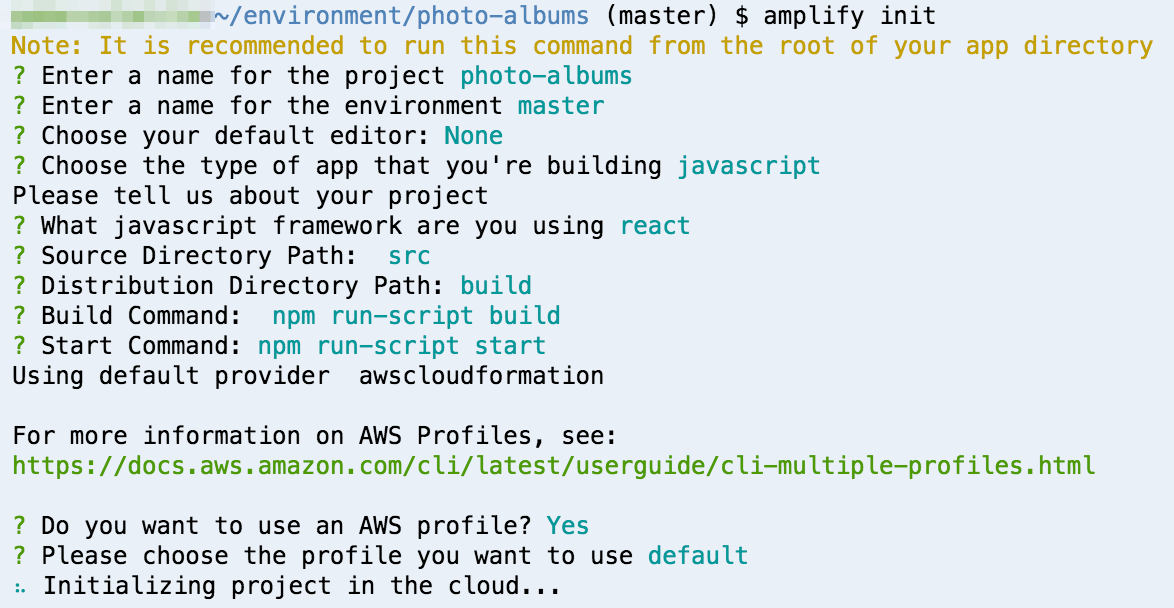 ~/environment/photo-albums (master) $ amplify init
Note: It is recommended to run this command from the root of your app directory
? Enter a name for the project photo-albums
? Enter a name for the environment master
? Choose your default editor: None
? Choose the type of app that you're building javascript
Please tell us about your project
? What javascript framework are you using react
? Source Directory Path:  src
? Distribution Directory Path: build
? Build Command:  npm run-script build
? Start Command: npm run-script start
Using default provider  awscloudformation
For more information on AWS Profiles, see:
https://docs.aws.amazon.com/cli/latest/userguide/cli-multiple-profiles.html
? Do you want to use an AWS profile? Yes
? Please choose the profile you want to use default
Initializing project in the cloud...